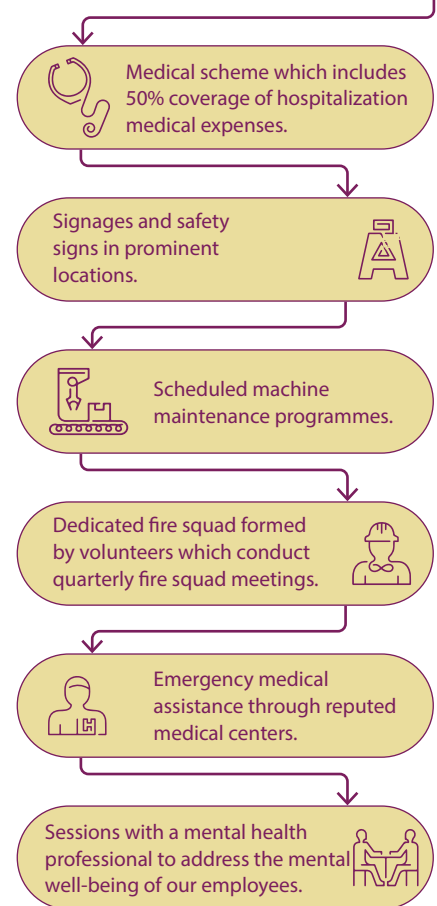 Medical scheme which includes
50% coverage of hospitalization
medical expenses.
Signages and safety
signs in prominent
locations.
Scheduled machine
maintenance programmes.
Dedicated fire squad formed
by volunteers which conduct
quarterly fire squad meetings.
Emergency medical
assistance through reputed
medical centers.
Sessions with a mental health
professional to address the mental
well-being of our employees.